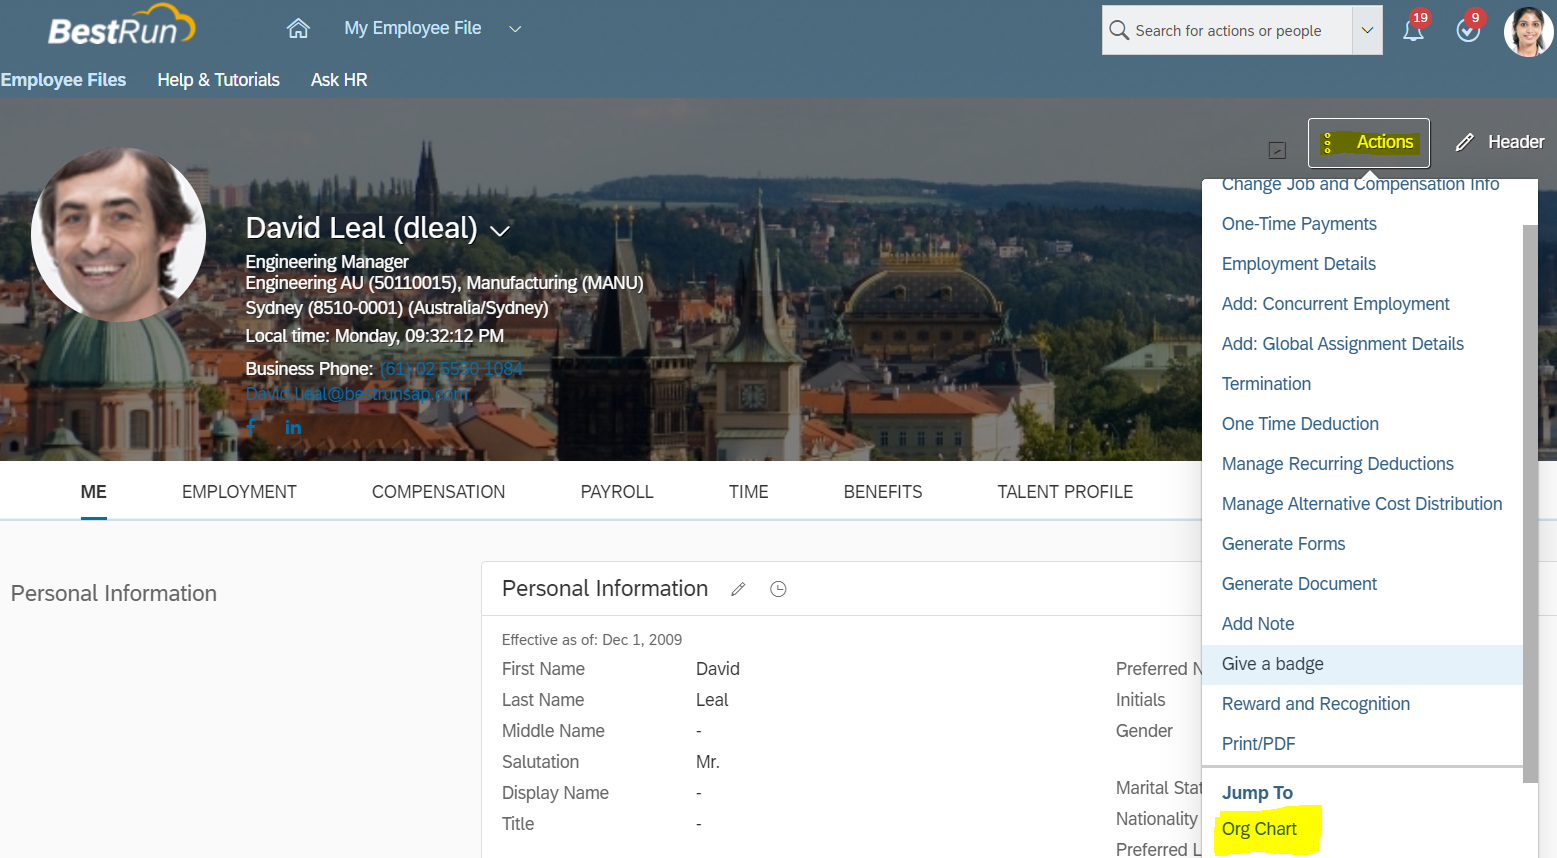 BestRun
My Employee File
Search for actions or people
19
9
Employee Files
Help & Tutorials
Ask HR
Actions
Header
David Leal (dleal)
Engineering Manager
Engineering AU (50110015), Manufacturing (MANU)
Sydney (8510-0001) (Australia/Sydney)
Local time: Monday, 09:32:12 PM
Business Phone: (61) 02 5550 1084
David.Leal@bestrunsap.com
f
in
Change Job and Compensation Info
One-Time Payments
Employment Details
Add: Concurrent Employment
Add: Global Assignment Details
Termination
One Time Deduction
Manage Recurring Deductions
Manage Alternative Cost Distribution
Generate Forms
Generate Document
Add Note
Give a badge
Reward and Recognition
Print/PDF
Jump To
Org Chart
ME
EMPLOYMENT
COMPENSATION
PAYROLL
TIME
BENEFITS
TALENT PROFILE
Personal Information
Personal Information
Effective as of: Dec 1, 2009
First Name David
Last Name Leal
Middle Name -
Salutation Mr.
Display Name -
Title -
Preferred N
Initials
Gender
Marital Stat
Nationality
Preferred L